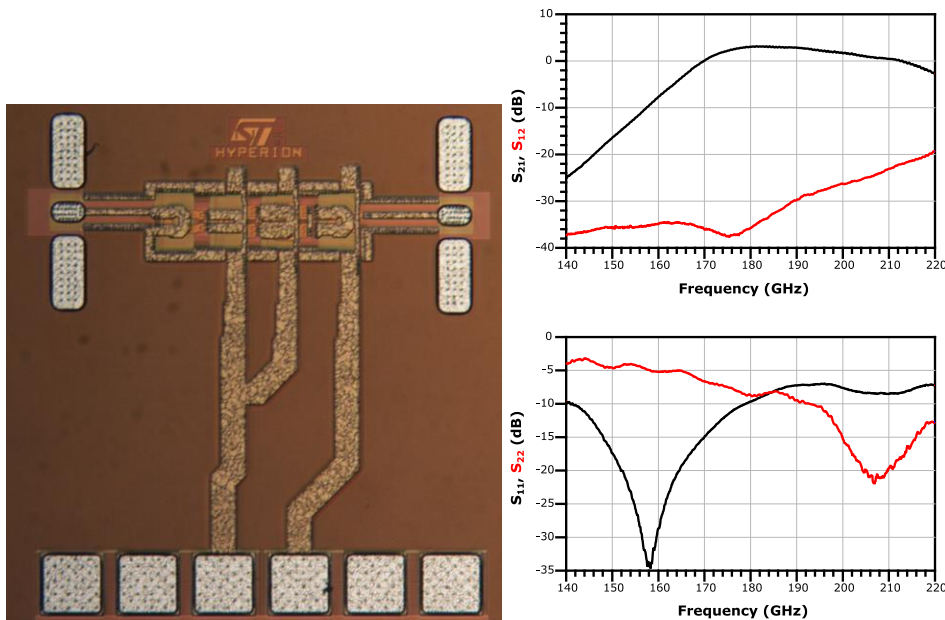 ST
HYPERION
10
0
-10
-20
-30
-40
140 150 160 170 180 190 200 210 220
S21, S12 (dB)
Frequency (GHz)
0
-5
-10
-15
-20
-25
-30
-35
140 150 160 170 180 190 200 210 220
S11, S22 (dB)
Frequency (GHz)